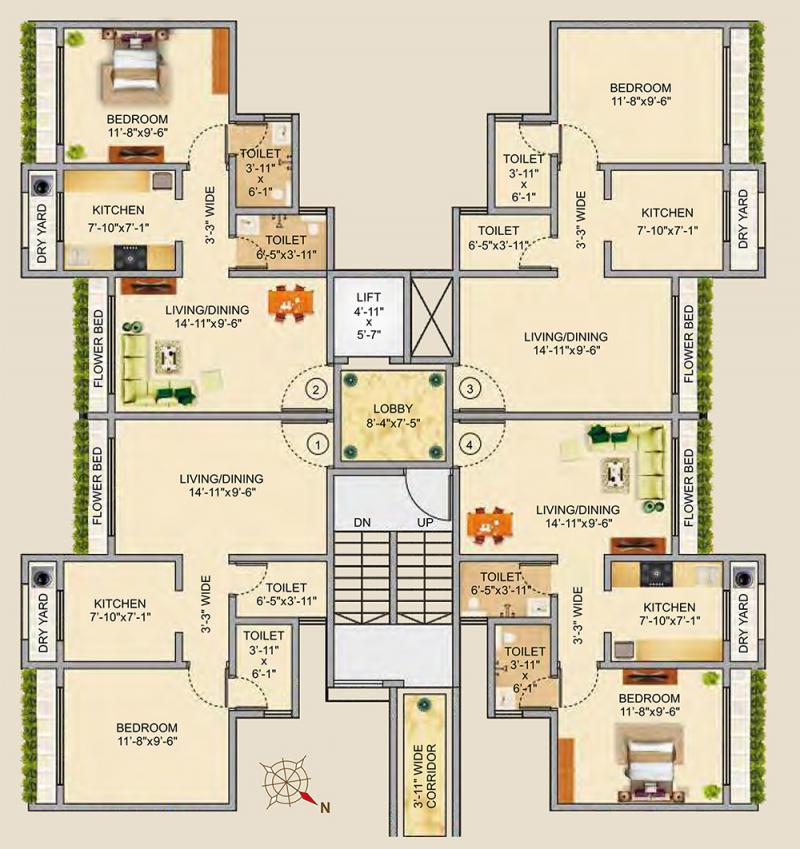 BEDROOM
11'-8"x9'-6"
TOILET
3'-11"
x
6'-1"
KITCHEN
7'-10"x7'-1"
DRY YARD
3'-3" WIDE
TOILET
6'-5"x3'-11"
LIVING/DINING
14'-11"x9'-6"
FLOWER BED
2
LIFT
4'-11"
x
5'-7"
BEDROOM
11'-8"x9'-6"
TOILET
3'-11"
x
6'-1"
KITCHEN
7'-10"x7'-1"
DRY YARD
3'-3" WIDE
TOILET
6'-5"x3'-11"
LIVING/DINING
14'-11"x9'-6"
FLOWER BED
3
LOBBY
8'-4"x7'-5"
1
LIVING/DINING
14'-11"x9'-6"
FLOWER BED
TOILET
6'-5"x3'-11"
3'-3" WIDE
KITCHEN
7'-10"x7'-1"
DRY YARD
TOILET
3'-11"
x
6'-1"
BEDROOM
11'-8"x9'-6"
DN
UP
4
LIVING/DINING
14'-11"x9'-6"
FLOWER BED
TOILET
6'-5"x3'-11"
3'-3" WIDE
KITCHEN
7'-10"x7'-1"
DRY YARD
TOILET
3'-11"
x
6'-1"
BEDROOM
11'-8"x9'-6"
3'-11" WIDE
CORRIDOR
N